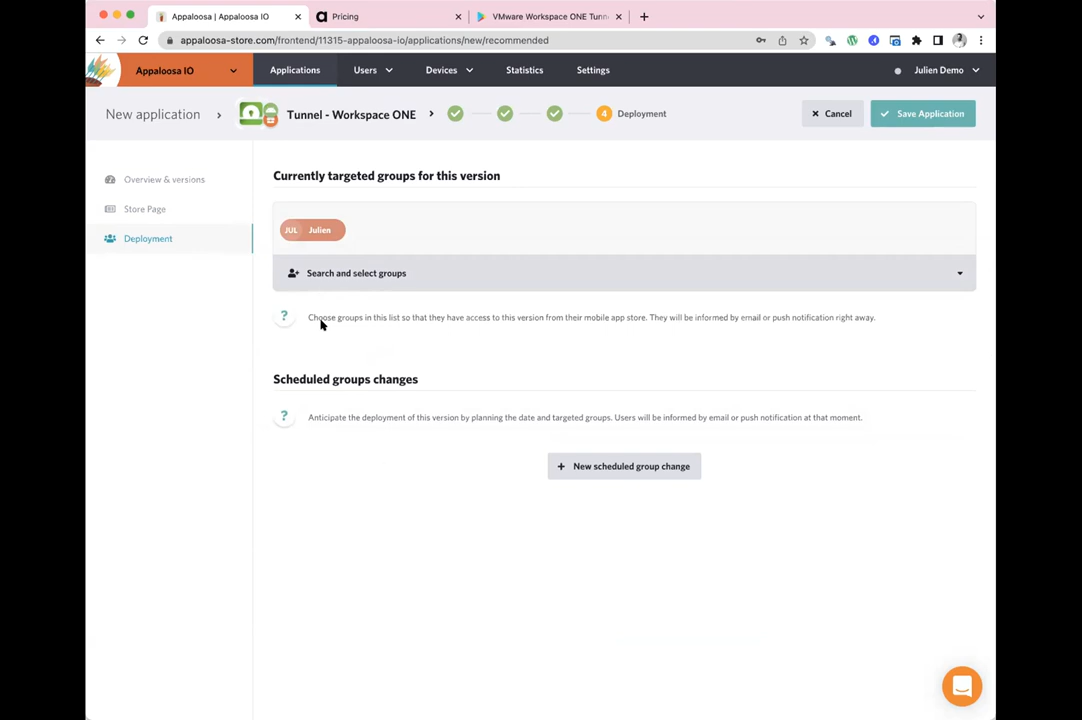 Appaloosa | Appaloosa IO
Pricing
VMware Workspace ONE Tunn
appaloosa-store.com/frontend/11315-appaloosa-io/applications/new/recommended
Appaloosa IO
Applications
Users
Devices
Statistics
Settings
Julien Demo
New application
Tunnel - Workspace ONE
4
Deployment
Cancel
Save Application
Overview & versions
Store Page
Deployment
Currently targeted groups for this version
JUL Julien
Search and select groups
? Choose groups in this list so that they have access to this version from their mobile app store. They will be informed by email or push notification right away.
Scheduled groups changes
? Anticipate the deployment of this version by planning the date and targeted groups. Users will be informed by email or push notification at that moment.
+ New scheduled group change